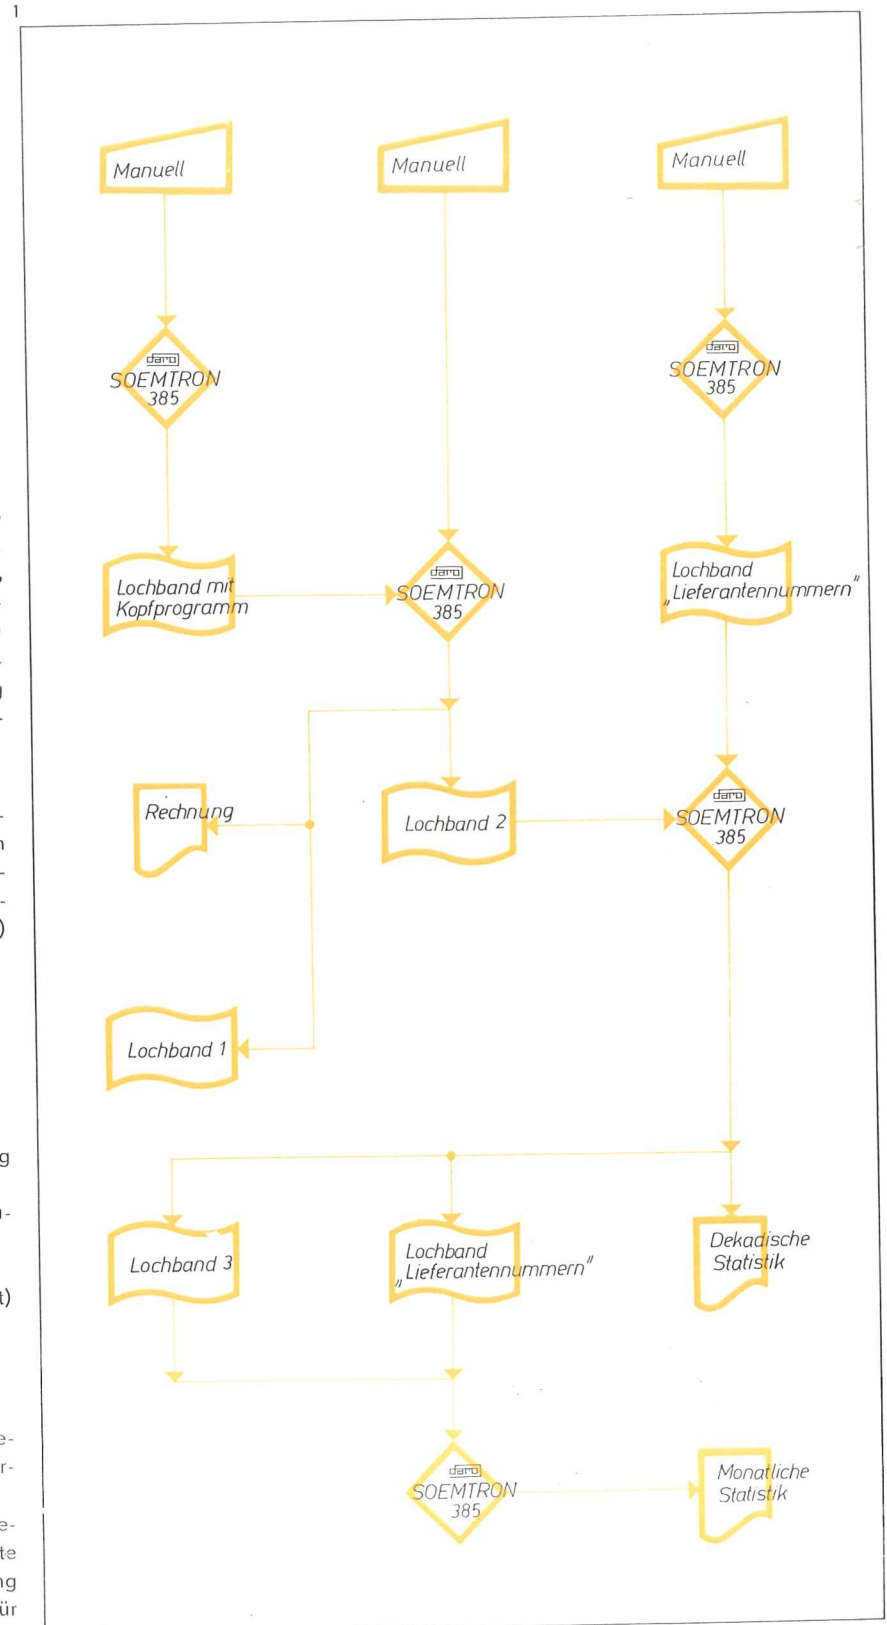 1
Manuell
Manuell
Manuell
daro
SOEMTRON
385
daro
SOEMTRON
385
Lochband mit
Kopfprogramm
daro
SOEMTRON
385
Lochband
„Lieferantennummern"
Rechnung
Lochband 2
daro
SOEMTRON
385
Lochband 1
Lochband 3
Lochband
„Lieferantennummern"
Dekadische
Statistik
daro
SOEMTRON
385
Monatliche
Statistik